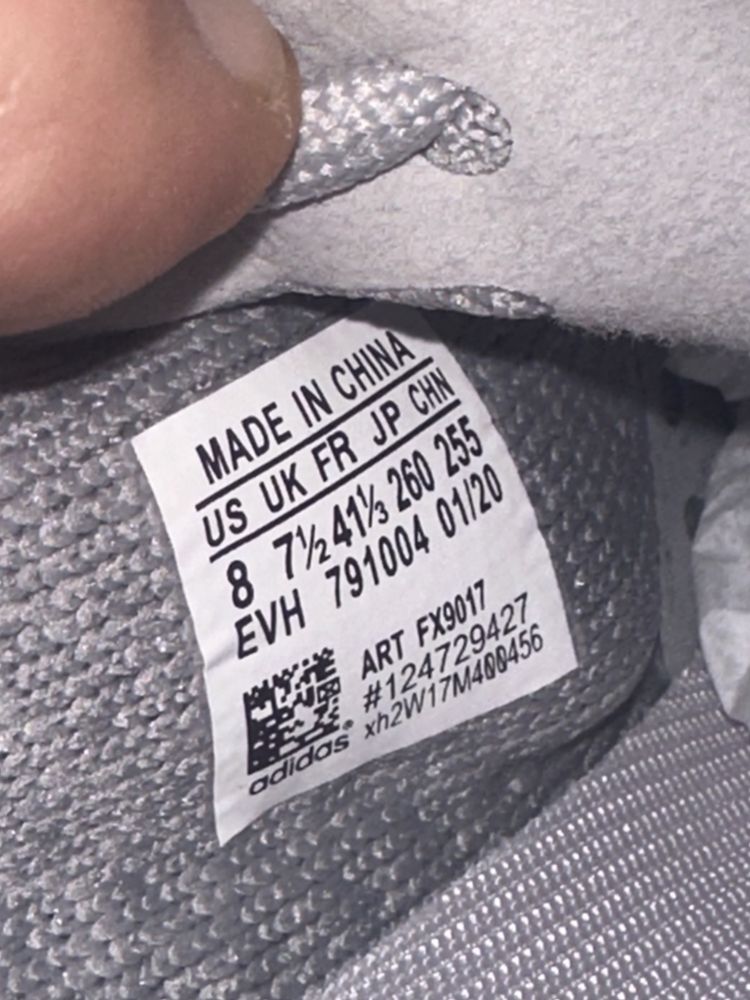 MADE IN CHINA
US UK FR JP CHN
8 7½ 41⅓ 260 255
EVH 791004 01/20
ART FX9017
#124729427
xh2W17M400456
adidas®